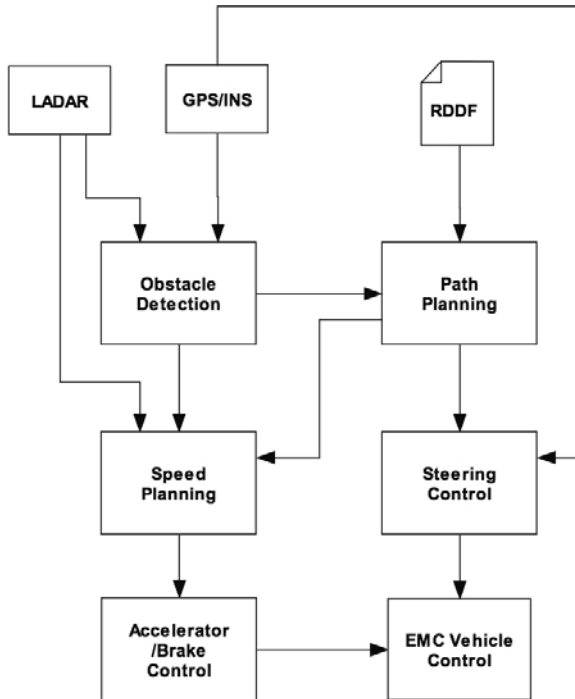 LADAR
GPS/INS
RDDF
Obstacle
Detection
Path
Planning
Speed
Planning
Steering
Control
Accelerator
/Brake
Control
EMC Vehicle
Control